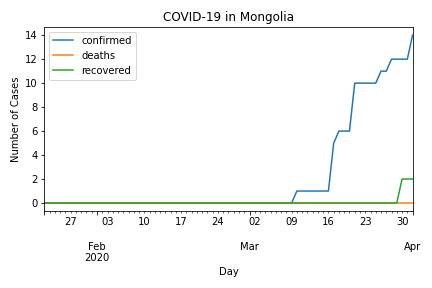 COVID-19 in Mongolia
confirmed
deaths
recovered
Number of Cases
14
12
10
8
6
4
2
0
27 03 10 17 24 02 09 16 23 30
Feb Mar Apr
2020
Day